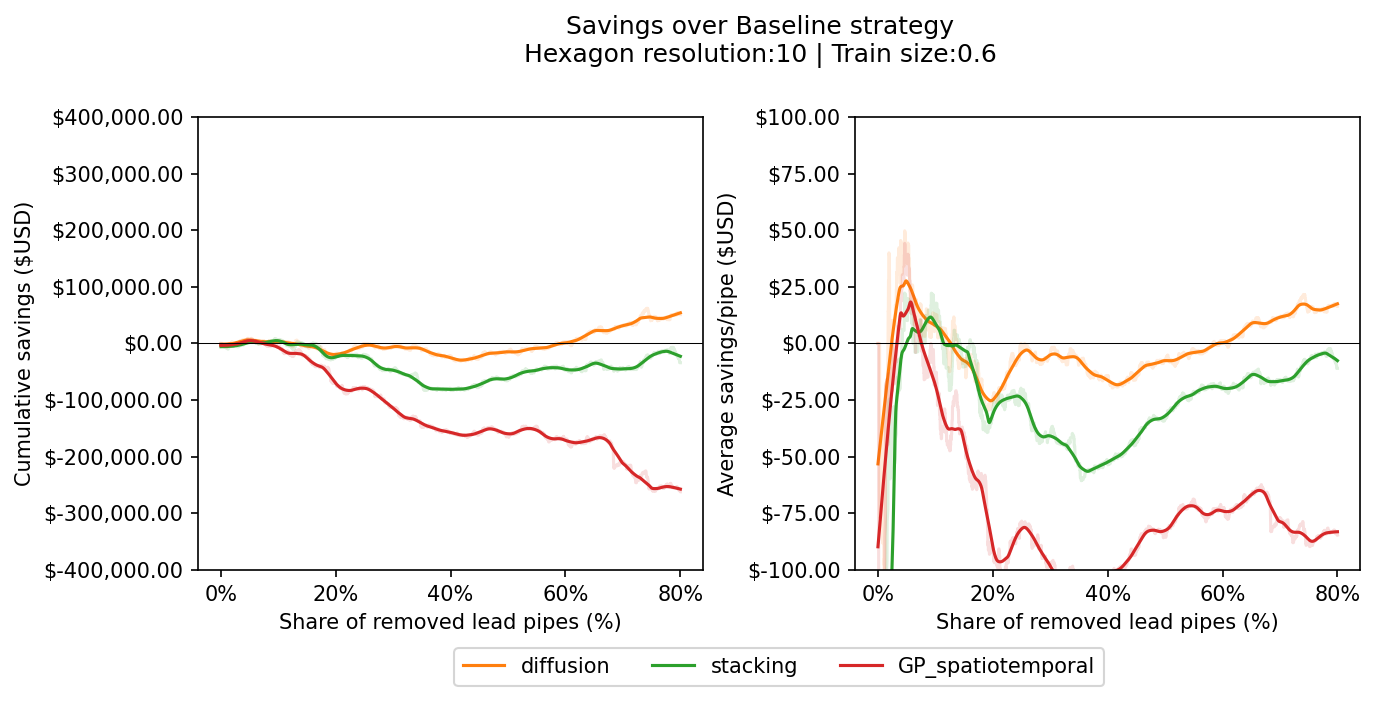 Savings over Baseline strategy
Hexagon resolution:10 | Train size:0.6
Cumulative savings ($USD)
$400,000.00
$300,000.00
$200,000.00
$100,000.00
$0.00
$-100,000.00
$-200,000.00
$-300,000.00
$-400,000.00
0% 20% 40% 60% 80%
Share of removed lead pipes (%)
Average savings/pipe ($USD)
$100.00
$75.00
$50.00
$25.00
$0.00
$-25.00
$-50.00
$-75.00
$-100.00
0% 20% 40% 60% 80%
Share of removed lead pipes (%)
diffusion stacking GP_spatiotemporal